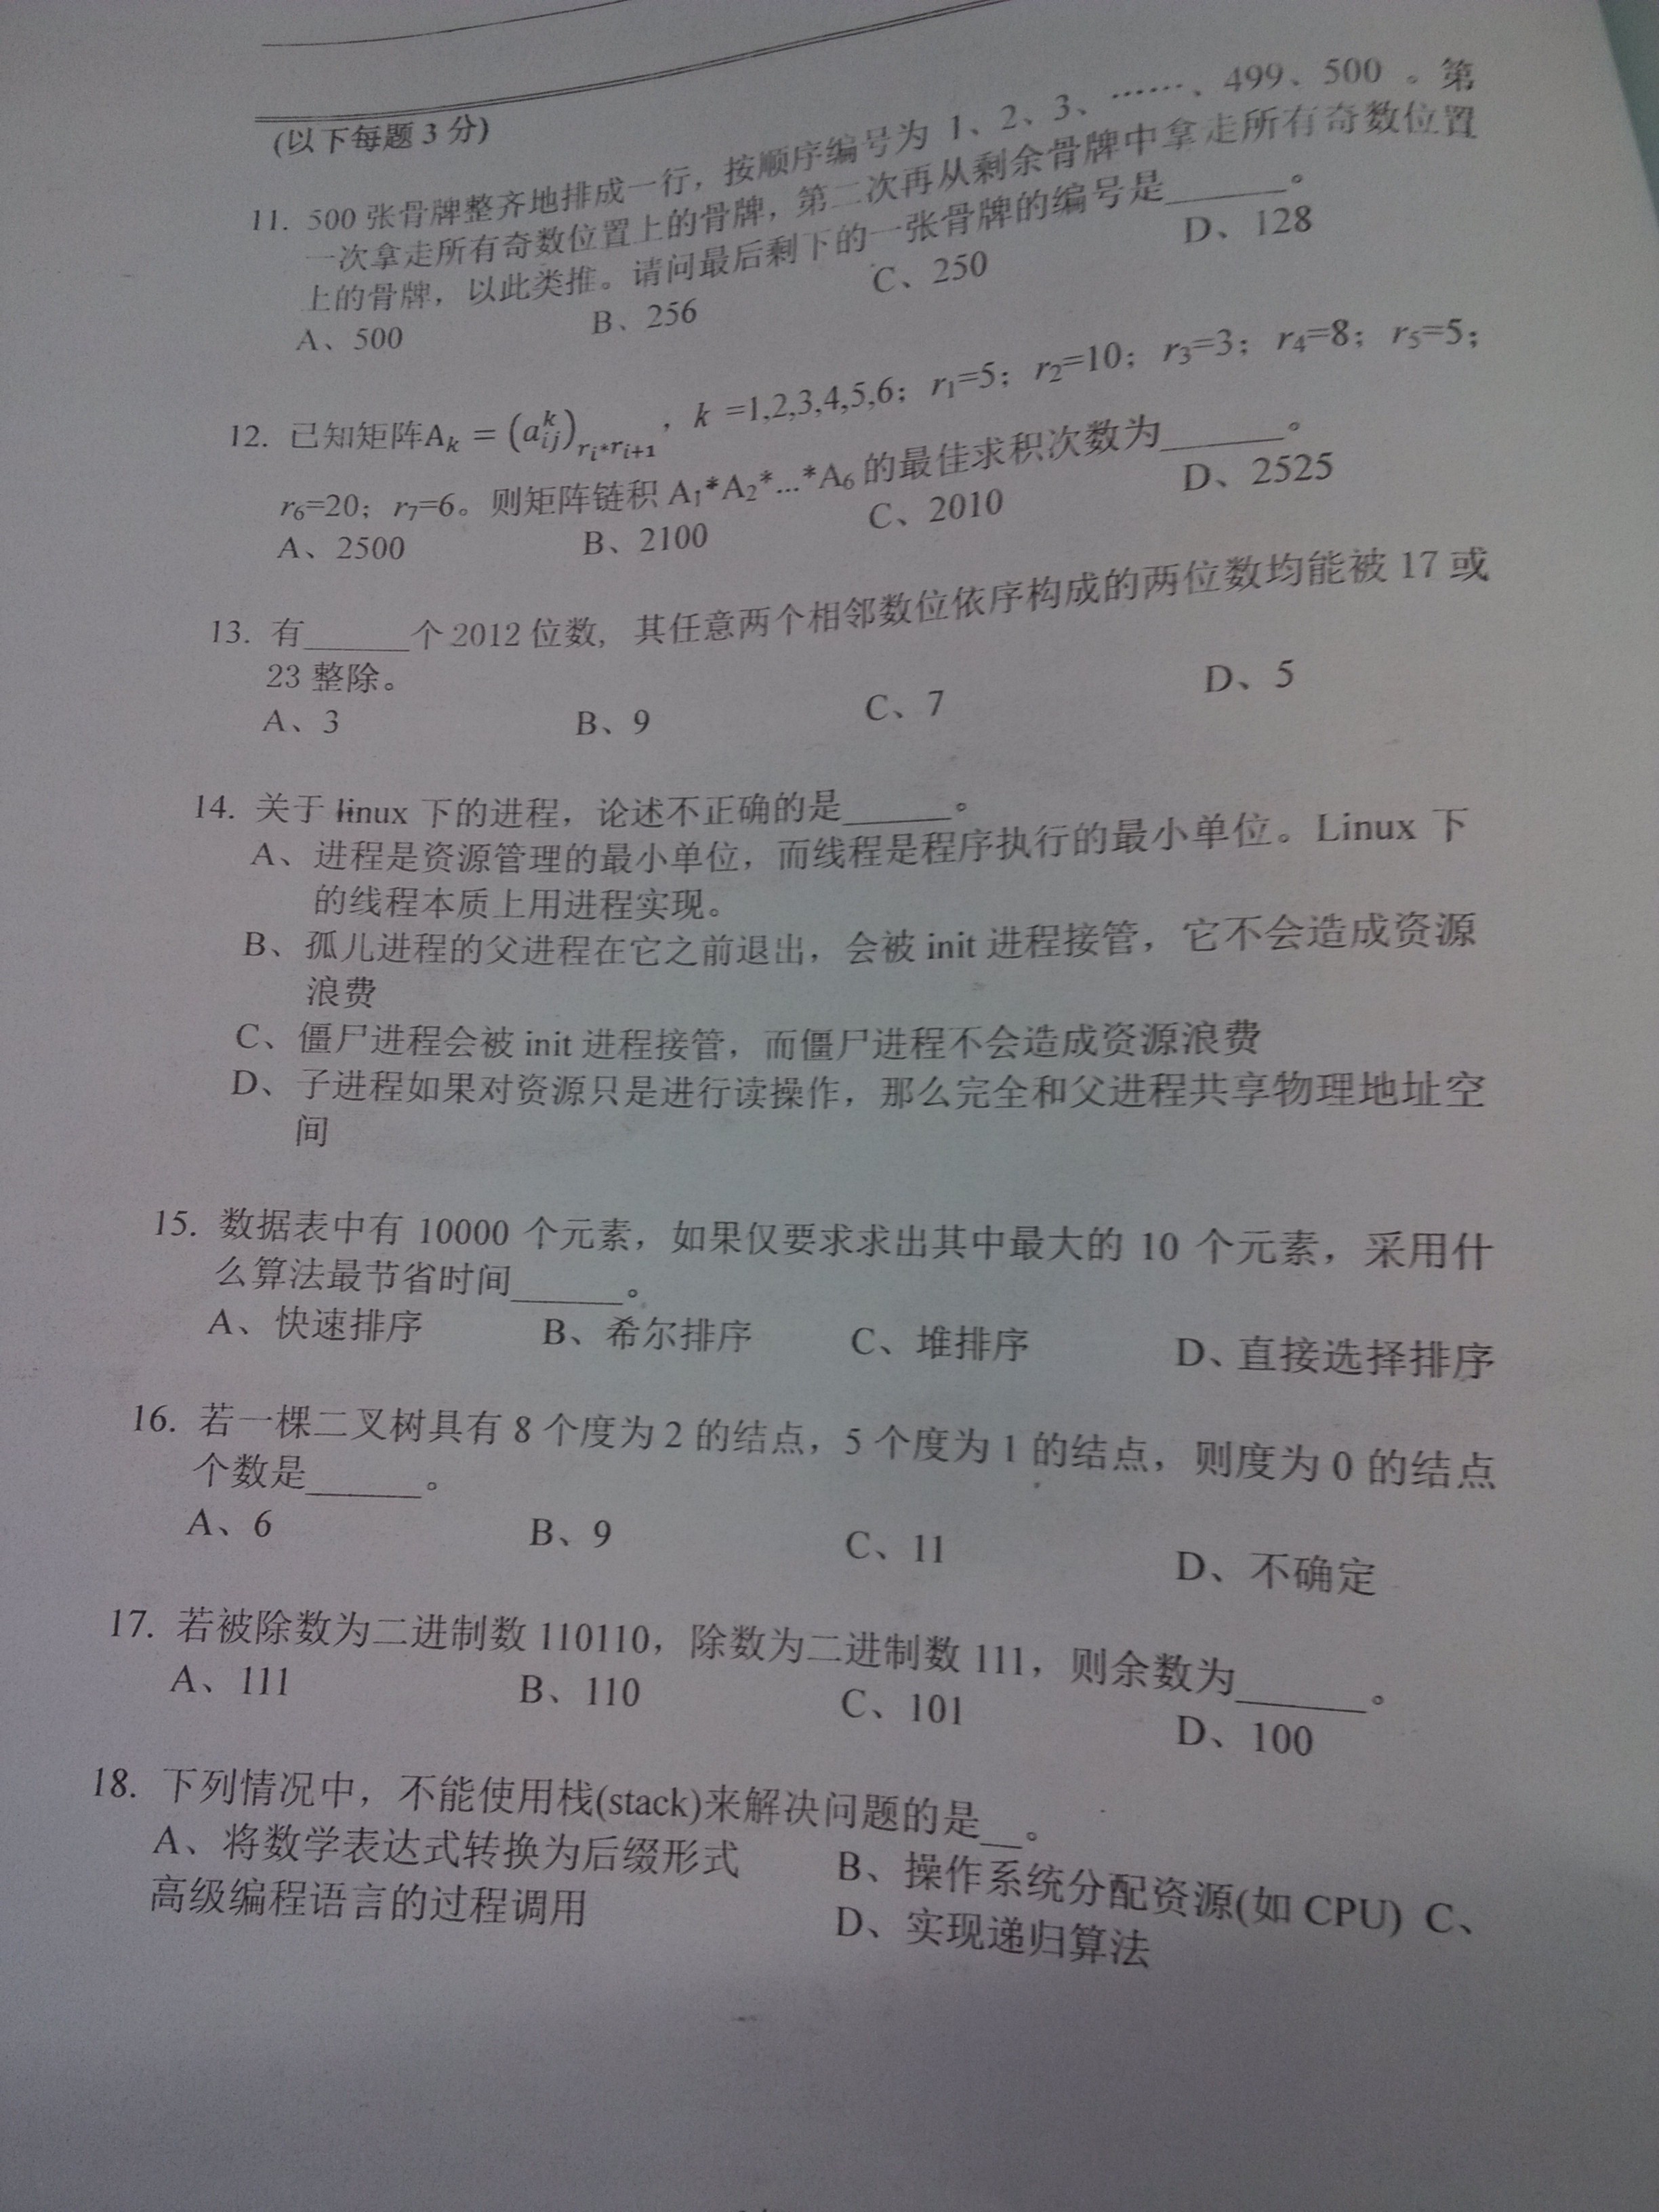 (以下每题 3 分)
11. 500 张骨牌整齐地排成一行，按顺序编号为 1、2、3、……、499、500 。第
一次拿走所有奇数位置上的骨牌，第二次再从剩余骨牌中拿走所有奇数位置
上的骨牌，以此类推。请问最后剩下的一张骨牌的编号是______。
A、500 B、256 C、250 D、128
12. 已知矩阵A_k = (a_{ij}^k)_{r_i*r_{i+1}}，k =1,2,3,4,5,6；r₁=5；r₂=10；r₃=3；r₄=8；r₅=5；
r₆=20；r₇=6。则矩阵链积 A₁*A₂*...*A₆ 的最佳求积次数为______。
A、2500 B、2100 C、2010 D、2525
13. 有______个 2012 位数，其任意两个相邻数位依序构成的两位数均能被 17 或
23 整除。
A、3 B、9 C、7 D、5
14. 关于 linux 下的进程，论述不正确的是______。
A、进程是资源管理的最小单位，而线程是程序执行的最小单位。Linux 下
的线程本质上用进程实现。
B、孤儿进程的父进程在它之前退出，会被 init 进程接管，它不会造成资源
浪费
C、僵尸进程会被 init 进程接管，而僵尸进程不会造成资源浪费
D、子进程如果对资源只是进行读操作，那么完全和父进程共享物理地址空
间
15. 数据表中有 10000 个元素，如果仅要求求出其中最大的 10 个元素，采用什
么算法最节省时间______。
A、快速排序 B、希尔排序 C、堆排序 D、直接选择排序
16. 若一棵二叉树具有 8 个度为 2 的结点，5 个度为 1 的结点，则度为 0 的结点
个数是______。
A、6 B、9 C、11 D、不确定
17. 若被除数为二进制数 110110，除数为二进制数 111，则余数为______。
A、111 B、110 C、101 D、100
18. 下列情况中，不能使用栈(stack)来解决问题的是__。
A、将数学表达式转换为后缀形式 B、操作系统分配资源(如 CPU) C、
高级编程语言的过程调用 D、实现递归算法